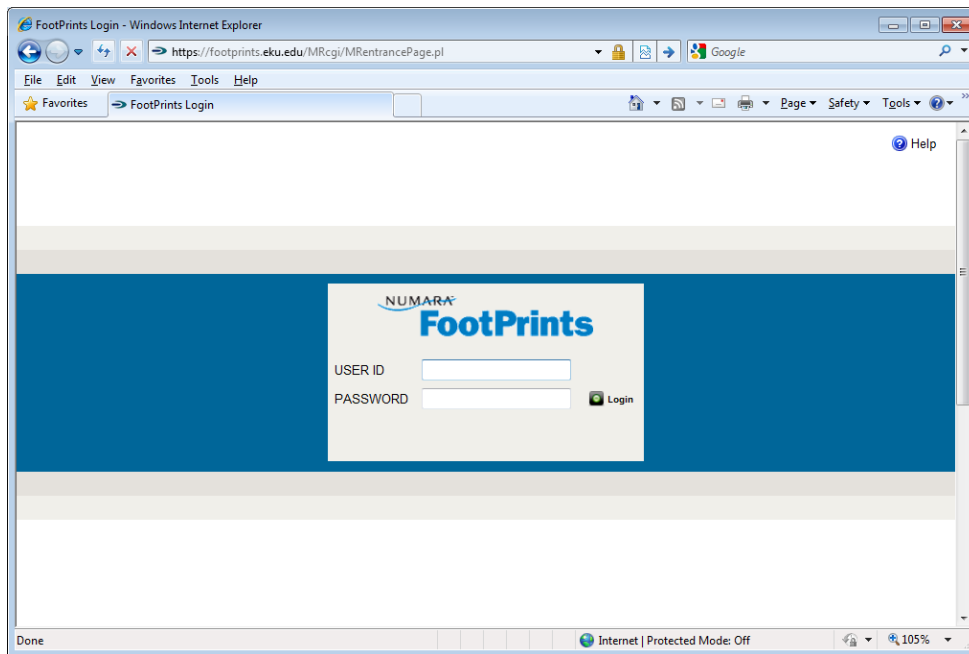 FootPrints Login - Windows Internet Explorer
https://footprints.eku.edu/MRcgi/MRentrancePage.pl
Google
File Edit View Favorites Tools Help
Favorites FootPrints Login Page Safety Tools
Help
NUMARA
FootPrints
USER ID
PASSWORD Login
Done Internet | Protected Mode: Off 105%